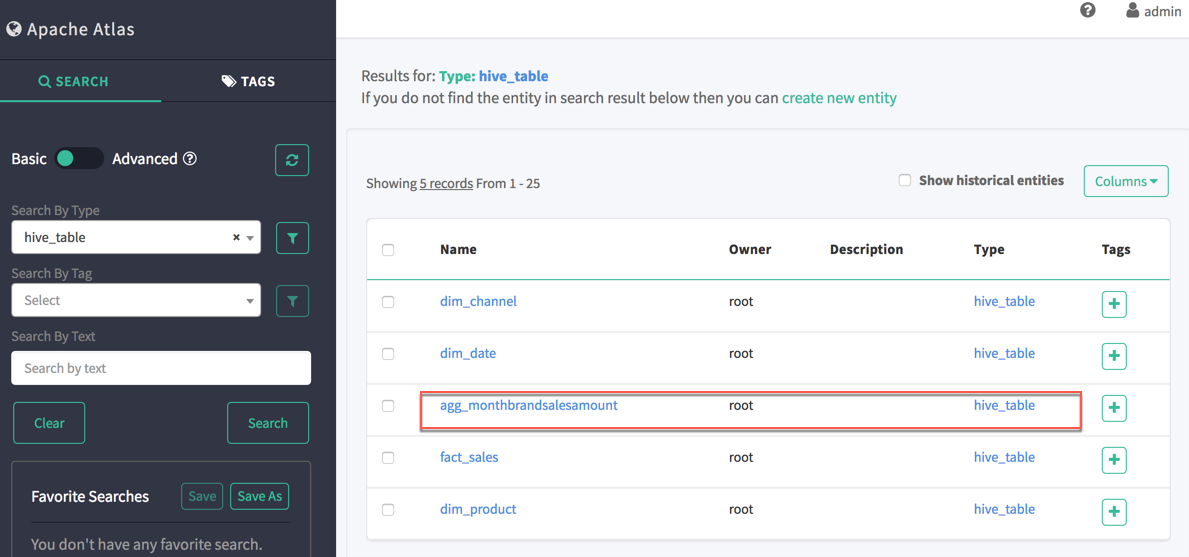 Apache Atlas
admin
SEARCH
TAGS
Basic
Advanced
Search By Type
hive_table
Search By Tag
Select
Search By Text
Search by text
Clear
Search
Favorite Searches
Save
Save As
You don't have any favorite search.
Results for: Type: hive_table
If you do not find the entity in search result below then you can create new entity
Showing 5 records From 1 - 25
Show historical entities
Columns
Name Owner Description Type Tags
dim_channel root hive_table
dim_date root hive_table
agg_monthbrandsalesamount root hive_table
fact_sales root hive_table
dim_product root hive_table